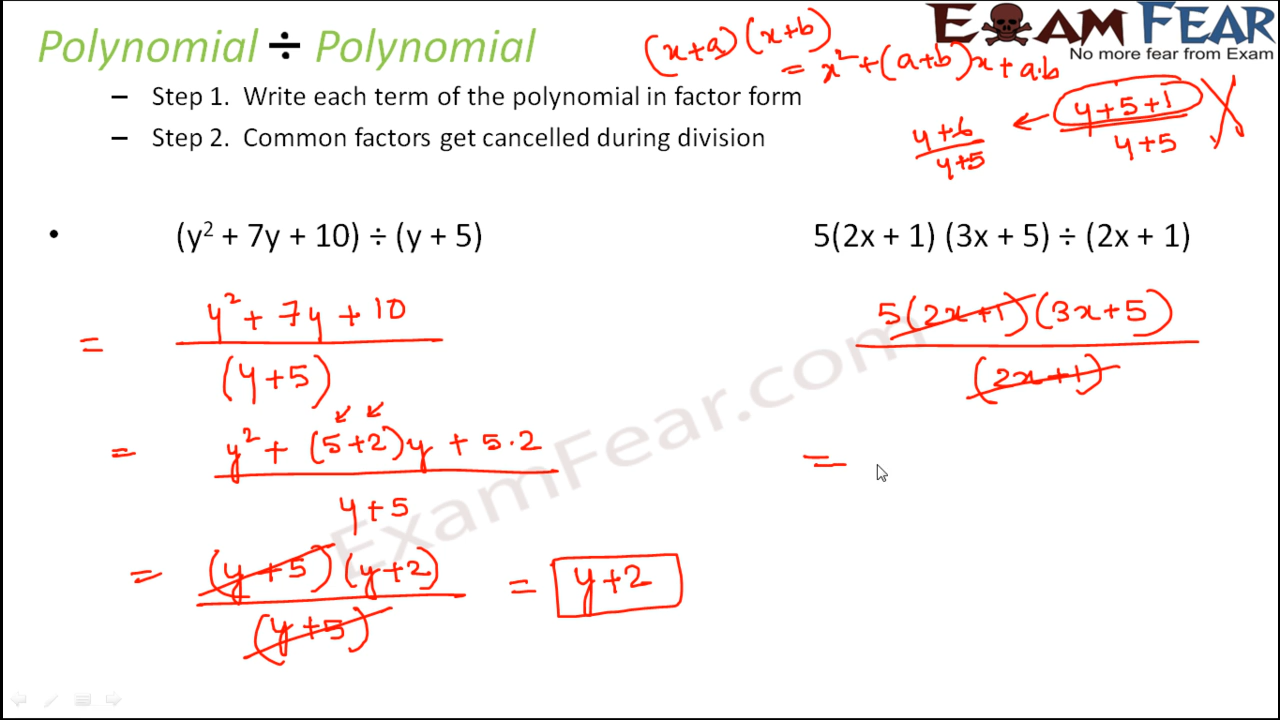 Polynomial ÷ Polynomial
EXAM FEAR
No more fear from Exam
(x+a)(x+b)
= x² + (a+b)x + a.b
– Step 1. Write each term of the polynomial in factor form
– Step 2. Common factors get cancelled during division
y+6/y+5 ← y+5+1/y+5 X
• (y² + 7y + 10) ÷ (y + 5)
= y² + 7y + 10
(y+5)
= y² + (5+2)y + 5.2
y+5
= (y+5)(y+2)
(y+5)
= y+2
5(2x + 1) (3x + 5) ÷ (2x + 1)
5(2x+1)(3x+5)
(2x+1)
=
ExamFear.com